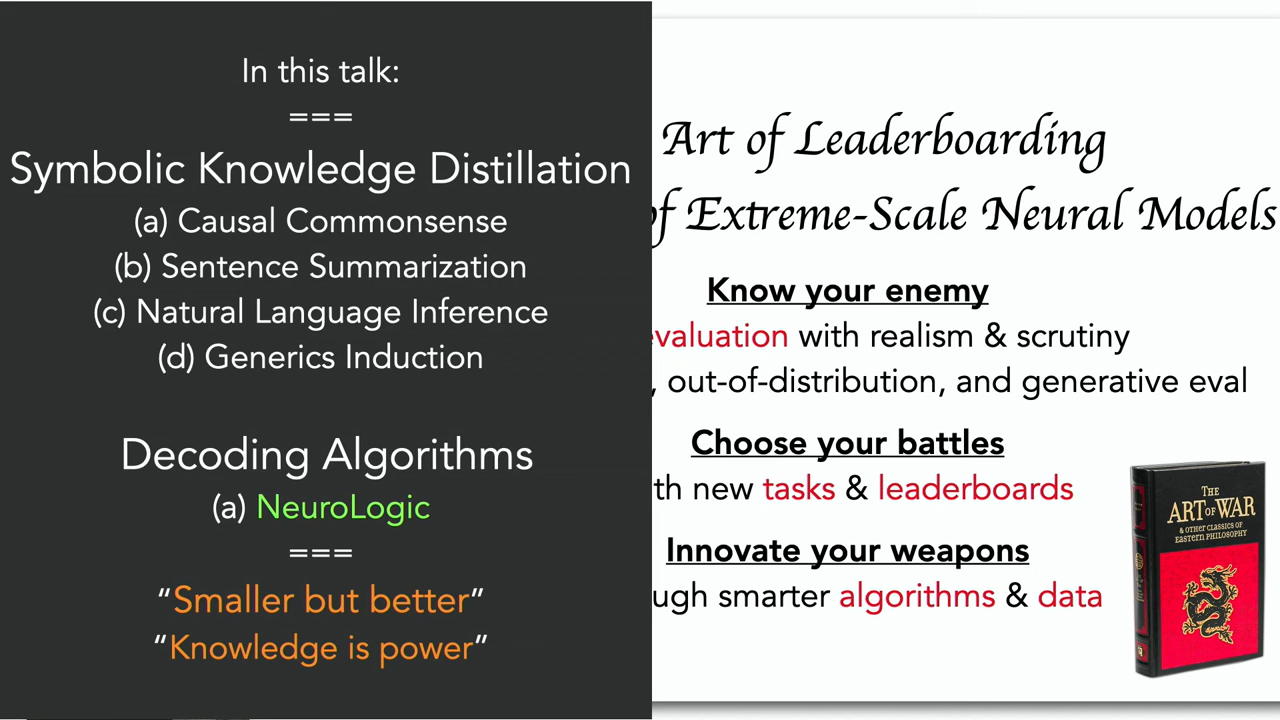 In this talk:
===
Symbolic Knowledge Distillation
(a) Causal Commonsense
(b) Sentence Summarization
(c) Natural Language Inference
(d) Generics Induction
Decoding Algorithms
(a) NeuroLogic
===
“Smaller but better”
“Knowledge is power”
Art of Leaderboarding
of Extreme-Scale Neural Models
Know your enemy
evaluation with realism & scrutiny
, out-of-distribution, and generative eval
Choose your battles
th new tasks & leaderboards
Innovate your weapons
ugh smarter algorithms & data
THE
ART OF WAR
& OTHER CLASSICS OF
EASTERN PHILOSOPHY